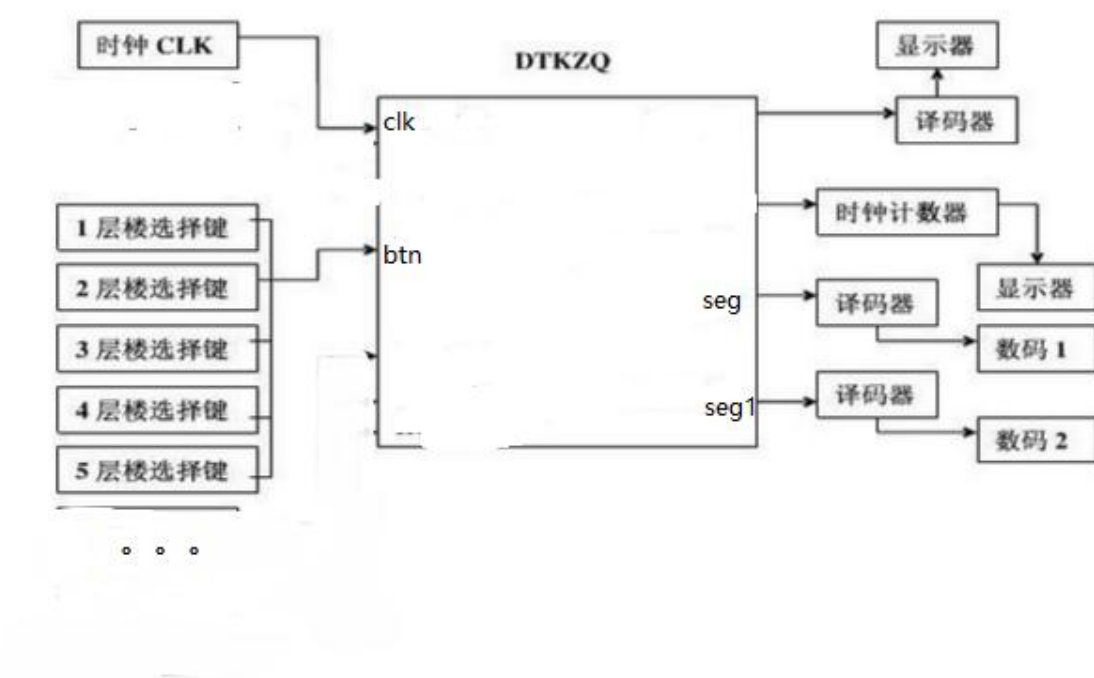 时钟 CLK
DTKZQ
显示器
译码器
clk
1 层楼选择键
时钟计数器
btn
2 层楼选择键
显示器
seg
译码器
3 层楼选择键
数码 1
4 层楼选择键
seg1
译码器
数码 2
5 层楼选择键
。。。